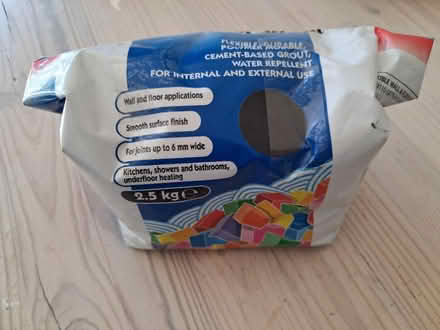 FLEXIBLE
CEMENT-BASED GROUT/
WATER REPELLENT
FOR INTERNAL AND EXTERNAL USE
Wall and floor applications
Smooth surface finish
For joints up to 6 mm wide
Kitchens, showers and bathrooms,
underfloor heating
2.5 kg e